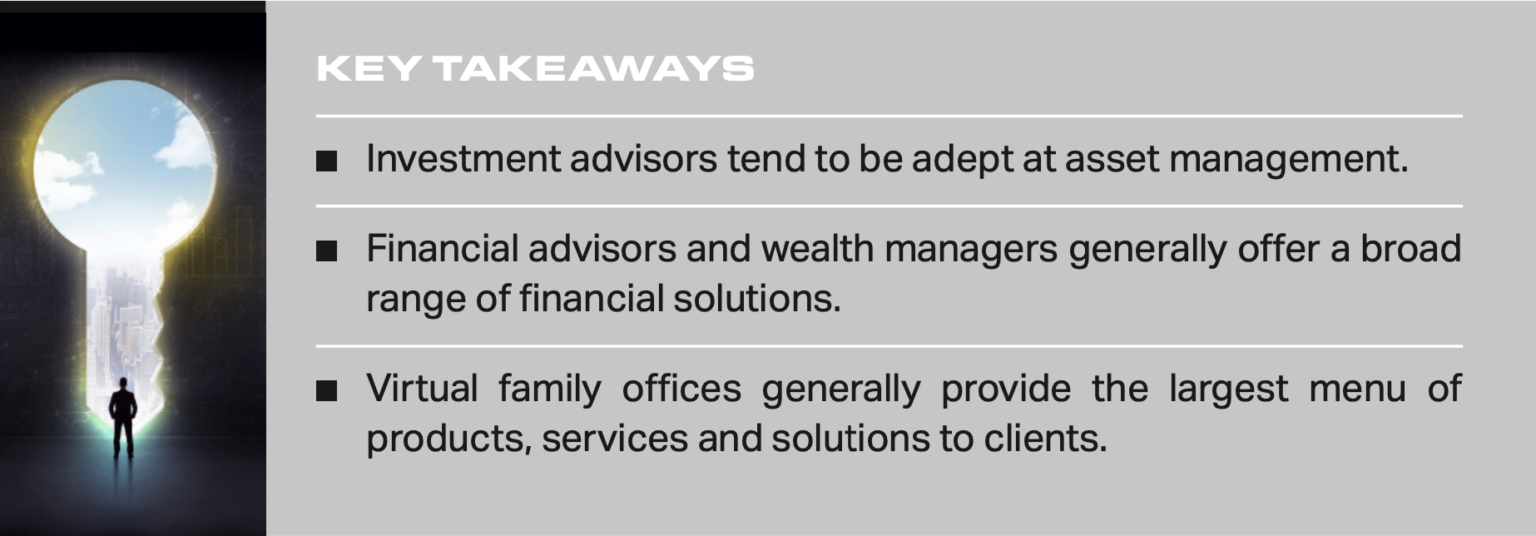 KEY TAKEAWAYS
Investment advisors tend to be adept at asset management.
Financial advisors and wealth managers generally offer a broad
range of financial solutions.
Virtual family offices generally provide the largest menu of
products, services and solutions to clients.